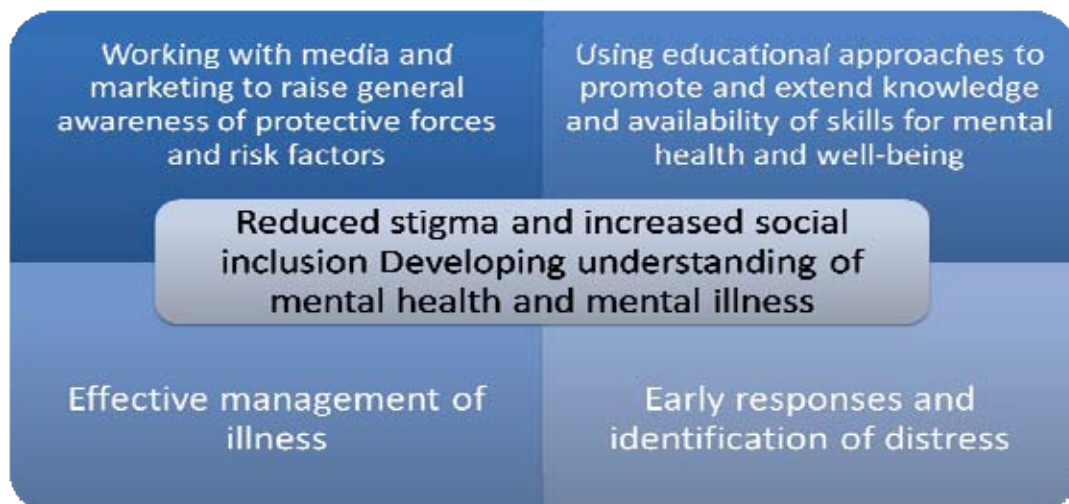 Working with media and
marketing to raise general
awareness of protective forces
and risk factors
Using educational approaches to
promote and extend knowledge
and availability of skills for mental
health and well-being
Reduced stigma and increased social
inclusion Developing understanding of
mental health and mental illness
Effective management of
illness
Early responses and
identification of distress